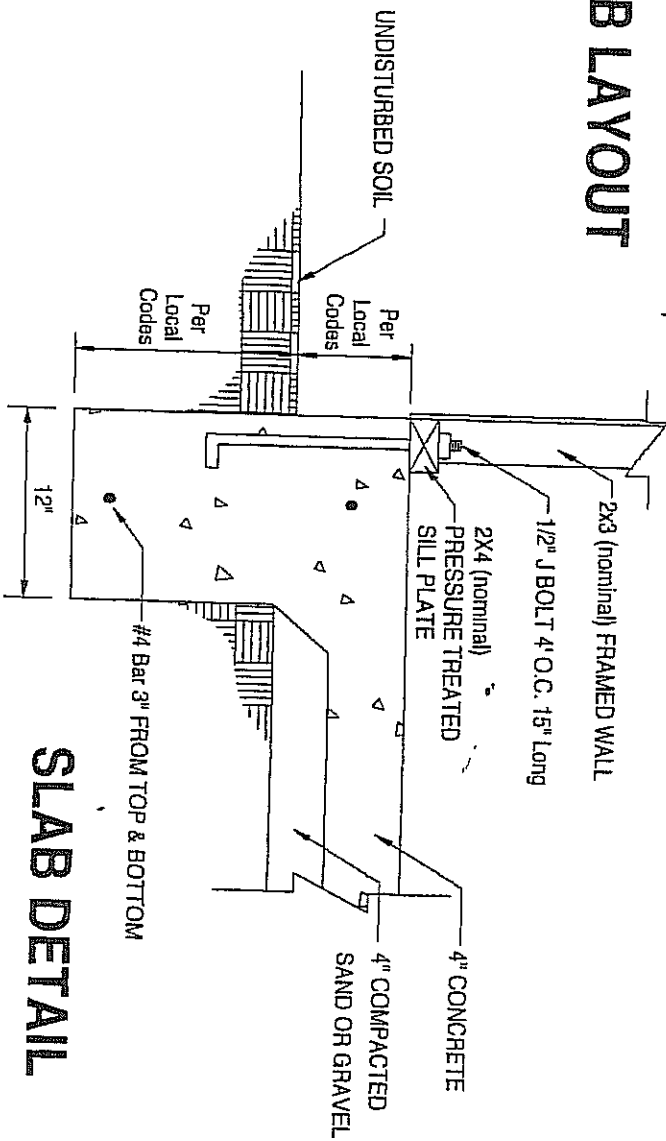 B LAYOUT
UNDISTURBED SOIL
Per
Local
Codes
Per
Local
Codes
12"
2x3 (nominal) FRAMED WALL
1/2" J BOLT 4' O.C. 15" Long
2X4 (nominal)
PRESSURE TREATED
SILL PLATE
#4 Bar 3" FROM TOP & BOTTOM
4" CONCRETE
4" COMPACTED
SAND OR GRAVEL
SLAB DETAIL